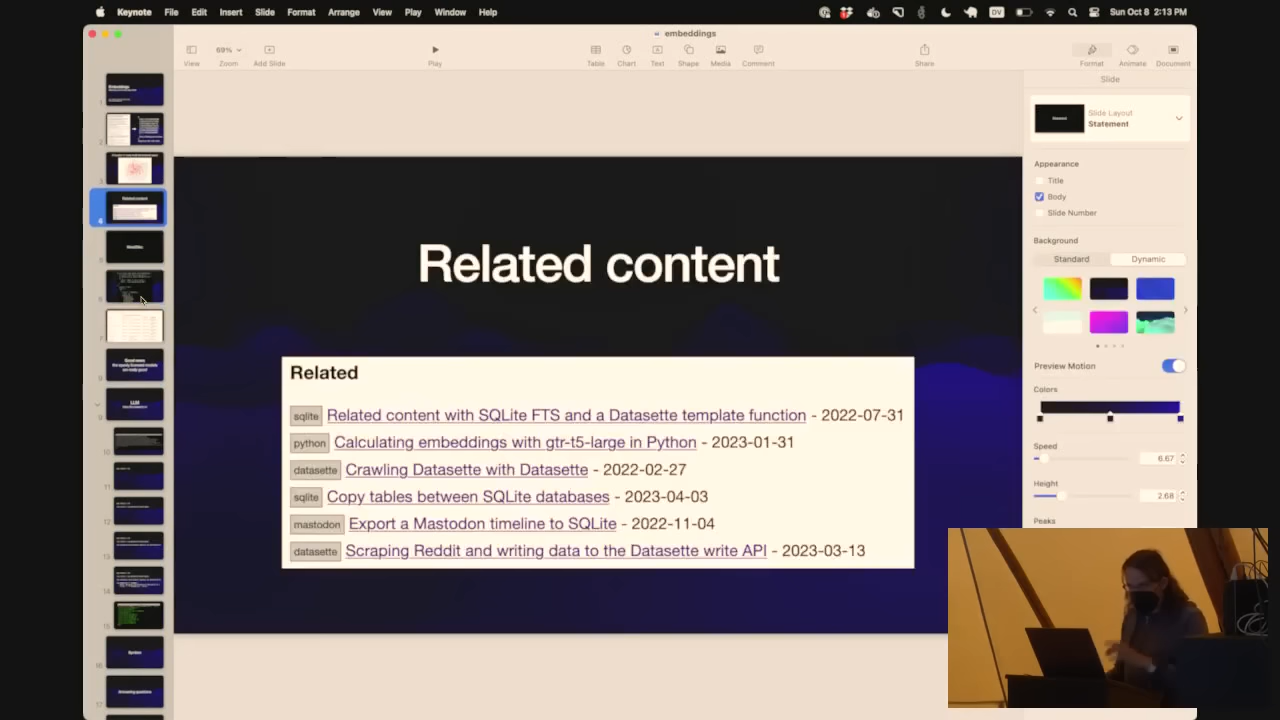 Keynote File Edit Insert Slide Format Arrange View Play Window Help
DV
Sun Oct 8 2:13 PM
embeddings
69%
View Zoom Add Slide
Play
Table Chart Text Shape Media Comment
Share
Format Animate Document
Slide
Slide Layout
Statement
Appearance
Title
Body
Slide Number
Background
Standard Dynamic
Preview Motion
Colors
Speed
6.67
Height
2.68
Peaks
Related content
Related
sqlite Related content with SQLite FTS and a Datasette template function - 2022-07-31
python Calculating embeddings with gtr-t5-large in Python - 2023-01-31
datasette Crawling Datasette with Datasette - 2022-02-27
sqlite Copy tables between SQLite databases - 2023-04-03
mastodon Export a Mastodon timeline to SQLite - 2022-11-04
datasette Scraping Reddit and writing data to the Datasette write API - 2023-03-13